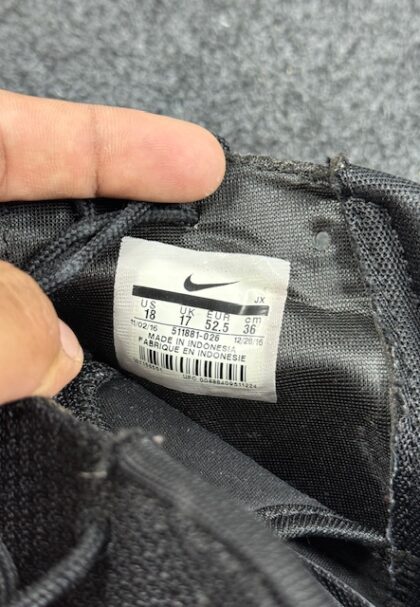 JX
US UK EUR cm
18 17 52.5 36
11/02/16 511881-026 12/28/16
MADE IN INDONESIA
FABRIQUE EN INDONESIE